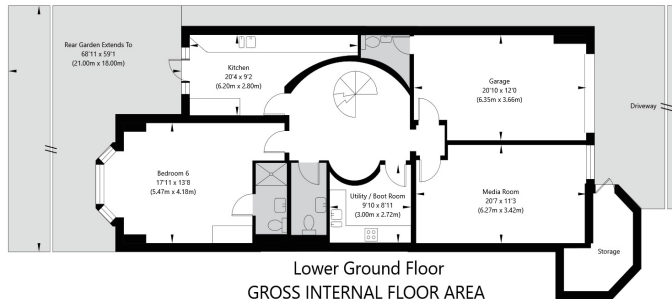 Rear Garden Extends To
68'11 x 59'1
(21.00m x 18.00m)
Kitchen
20'4 x 9'2
(6.20m x 2.80m)
Garage
20'10 x 12'0
(6.35m x 3.66m)
Driveway
Bedroom 6
17'11 x 13'8
(5.47m x 4.18m)
Utility / Boot Room
9'10 x 8'11
(3.00m x 2.72m)
Media Room
20'7 x 11'3
(6.27m x 3.42m)
Storage
Lower Ground Floor
GROSS INTERNAL FLOOR AREA